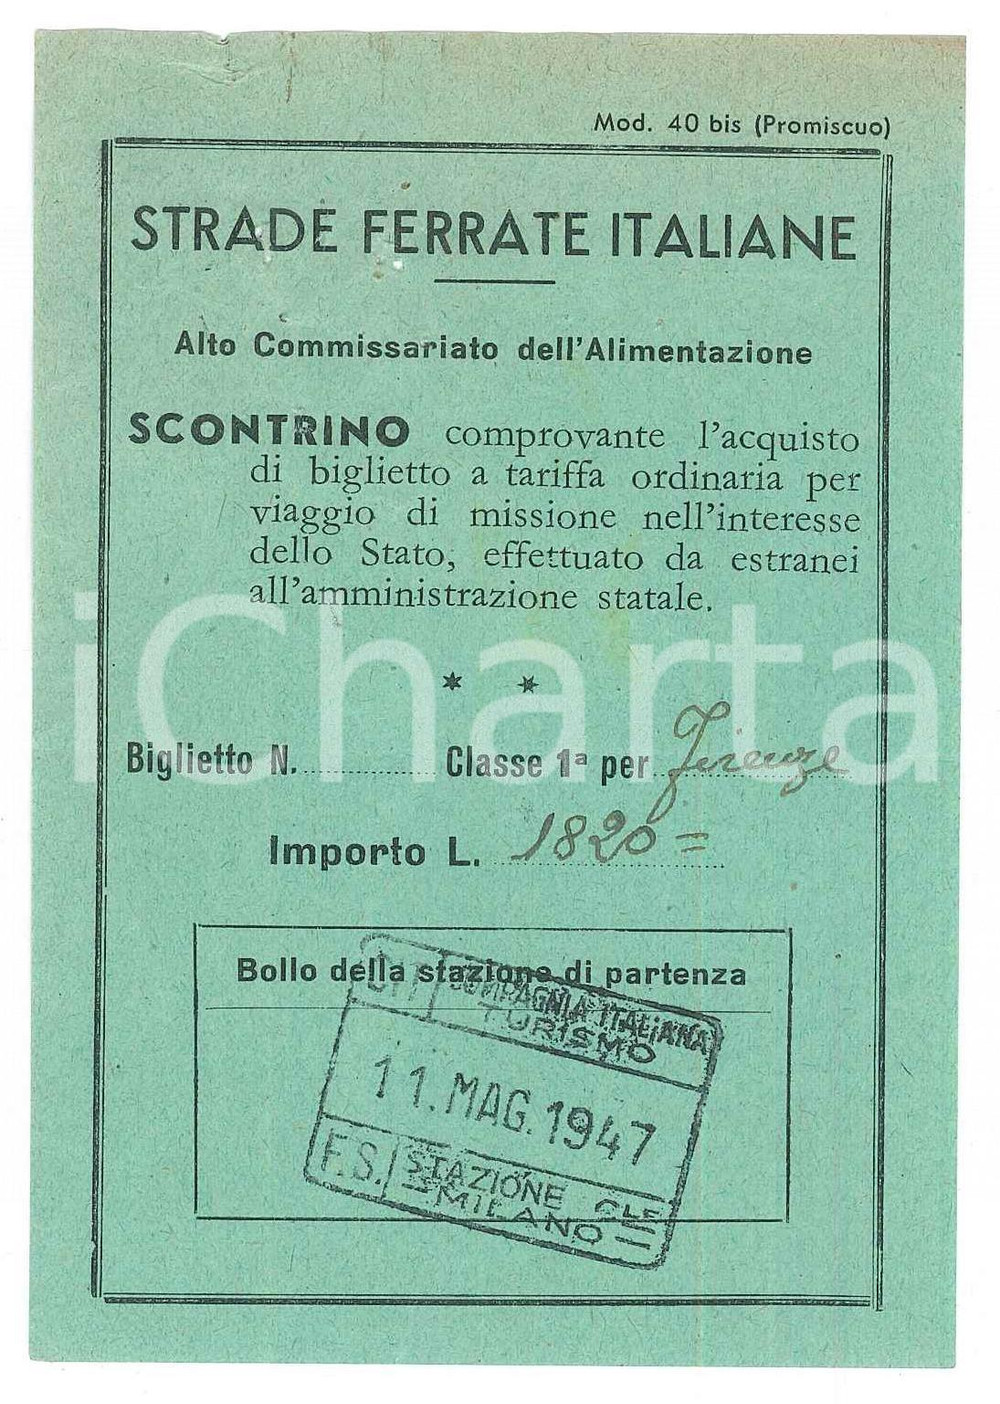 Mod. 40 bis (Promiscuo)
STRADE FERRATE ITALIANE
Alto Commissariato dell'Alimentazione
SCONTRINO comprovante l'acquisto
di biglietto a tariffa ordinaria per
viaggio di missione nell'interesse
dello Stato, effettuato da estranei
all'amministrazione statale.
iCharta
* *
Biglietto N. Classe 1ª per Firenze
Importo L. 1820=
Bollo della stazione di partenza
CIT COMPAGNIA ITALIANA
TURISMO
11. MAG. 1947
F.S. STAZIONE CLE
=MILANO=